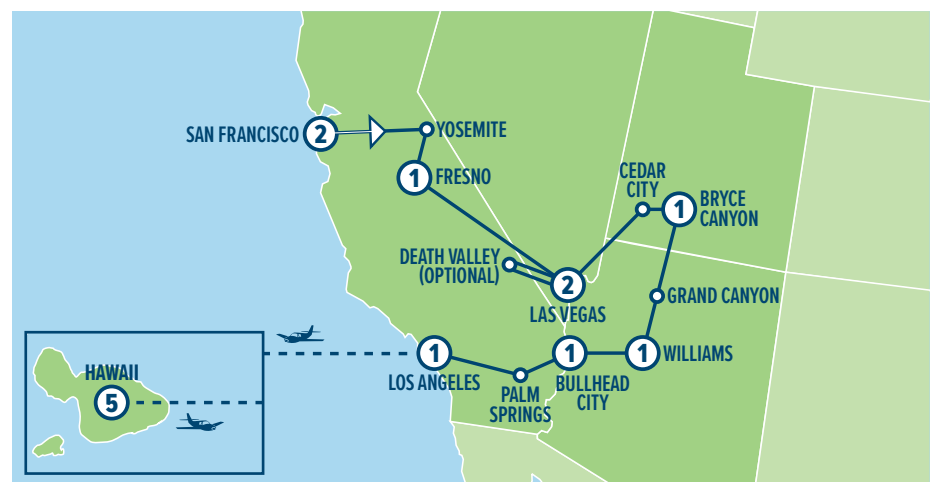 SAN FRANCISCO
2
YOSEMITE
1
FRESNO
CEDAR
CITY
1
BRYCE
CANYON
DEATH VALLEY
(OPTIONAL)
2
LAS VEGAS
GRAND CANYON
1
LOS ANGELES
PALM
SPRINGS
1
BULLHEAD
CITY
1
WILLIAMS
HAWAII
5